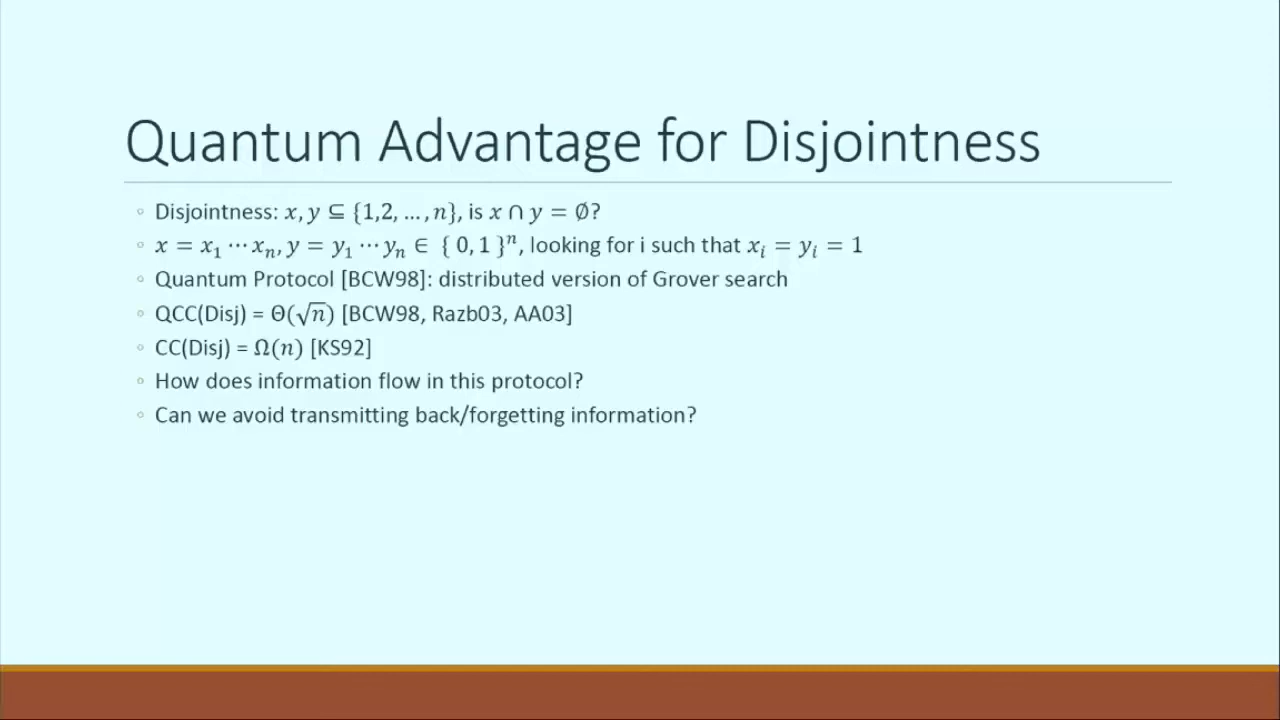 Quantum Advantage for Disjointness
◦ Disjointness: 𝑥, 𝑦 ⊆ {1,2, … , 𝑛}, is 𝑥 ∩ 𝑦 = ∅?
◦ 𝑥 = 𝑥₁ ⋯ 𝑥ₙ, 𝑦 = 𝑦₁ ⋯ 𝑦ₙ ∈ { 0, 1 }ⁿ, looking for i such that 𝑥ᵢ = 𝑦ᵢ = 1
◦ Quantum Protocol [BCW98]: distributed version of Grover search
◦ QCC(Disj) = Θ(√𝑛) [BCW98, Razb03, AA03]
◦ CC(Disj) = Ω(𝑛) [KS92]
◦ How does information flow in this protocol?
◦ Can we avoid transmitting back/forgetting information?